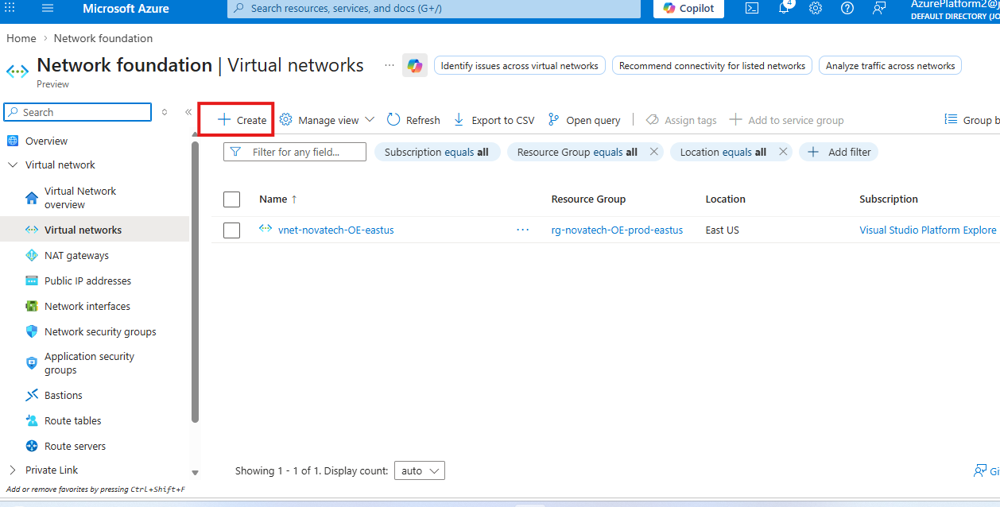 Microsoft Azure
Search resources, services, and docs (G+/)
Copilot
4
AzurePlatform2@j
DEFAULT DIRECTORY (JO
Home › Network foundation
Network foundation | Virtual networks
...
Identify issues across virtual networks
Recommend connectivity for listed networks
Analyze traffic across networks
Preview
Search
Create
Manage view
Refresh
Export to CSV
Open query
Assign tags
Add to service group
Group b
Overview
Virtual network
Virtual Network
overview
Virtual networks
NAT gateways
Public IP addresses
Network interfaces
Network security groups
Application security
groups
Bastions
Route tables
Route servers
Private Link
Add or remove favorites by pressing Ctrl+Shift+F
Filter for any field...
Subscription equals all
Resource Group equals all
Location equals all
Add filter
Name ↑ Resource Group Location Subscription
vnet-novatech-OE-eastus ... rg-novatech-OE-prod-eastus East US Visual Studio Platform Explore
Showing 1 - 1 of 1. Display count: auto
Gi